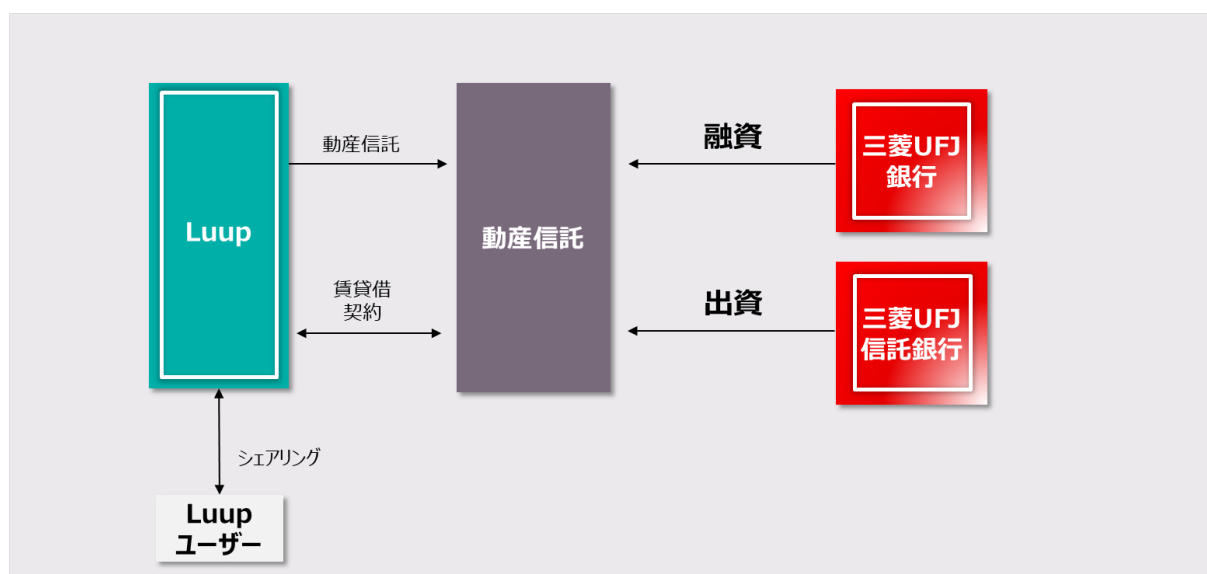 Luup
動産信託
賃貸借
契約
シェアリング
Luup
ユーザー
動産信託
融資
出資
三菱UFJ
銀行
三菱UFJ
信託銀行